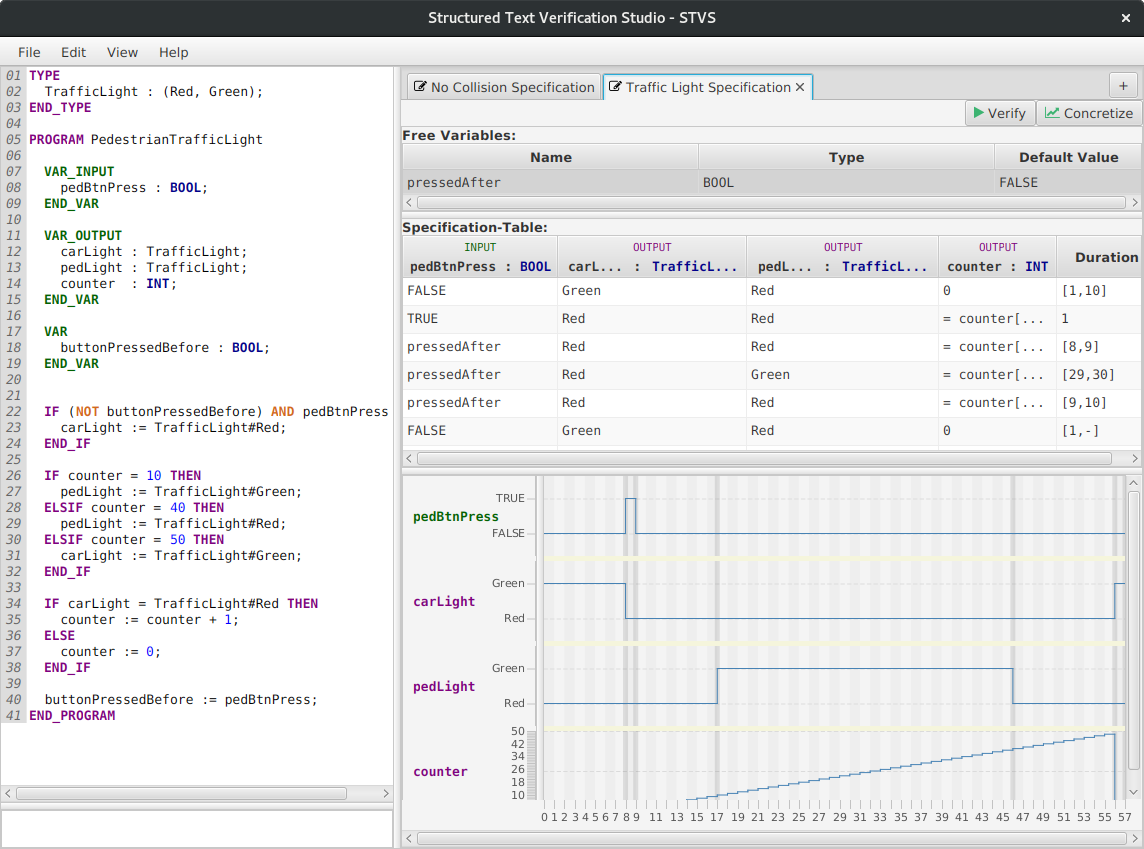 Structured Text Verification Studio - STVS
File Edit View Help
01 TYPE
02 TrafficLight : (Red, Green);
03 END_TYPE
04
05 PROGRAM PedestrianTrafficLight
06
07 VAR_INPUT
08 pedBtnPress : BOOL;
09 END_VAR
10
11 VAR_OUTPUT
12 carLight : TrafficLight;
13 pedLight : TrafficLight;
14 counter : INT;
15 END_VAR
16
17 VAR
18 buttonPressedBefore : BOOL;
19 END_VAR
20
21
22 IF (NOT buttonPressedBefore) AND pedBtnPress
23 carLight := TrafficLight#Red;
24 END_IF
25
26 IF counter = 10 THEN
27 pedLight := TrafficLight#Green;
28 ELSIF counter = 40 THEN
29 pedLight := TrafficLight#Red;
30 ELSIF counter = 50 THEN
31 carLight := TrafficLight#Green;
32 END_IF
33
34 IF carLight = TrafficLight#Red THEN
35 counter := counter + 1;
36 ELSE
37 counter := 0;
38 END_IF
39
40 buttonPressedBefore := pedBtnPress;
41 END_PROGRAM
No Collision Specification Traffic Light Specification
Verify Concretize
Free Variables:
Name Type Default Value
pressedAfter BOOL FALSE
Specification-Table:
INPUT OUTPUT OUTPUT OUTPUT
pedBtnPress : BOOL carL... : TrafficL... pedL... : TrafficL... counter : INT Duration
FALSE Green Red 0 [1,10]
TRUE Red Red = counter[... 1
pressedAfter Red Red = counter[... [8,9]
pressedAfter Red Green = counter[... [29,30]
pressedAfter Red Red = counter[... [9,10]
FALSE Green Red 0 [1,-]
TRUE
pedBtnPress
FALSE
Green
carLight
Red
Green
pedLight
Red
50
42
34
26
counter
18
10
0 1 2 3 4 5 6 7 8 9 11 13 15 17 19 21 23 25 27 29 31 33 35 37 39 41 43 45 47 49 51 53 55 57